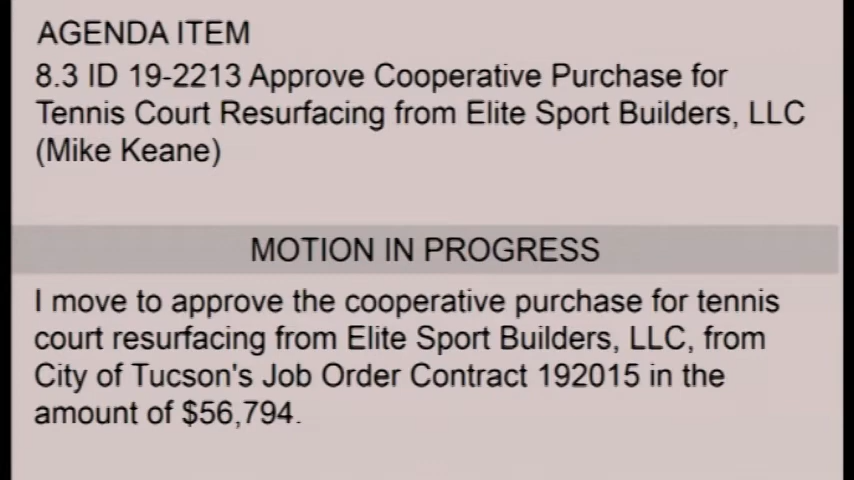 AGENDA ITEM
8.3 ID 19-2213 Approve Cooperative Purchase for
Tennis Court Resurfacing from Elite Sport Builders, LLC
(Mike Keane)
MOTION IN PROGRESS
I move to approve the cooperative purchase for tennis
court resurfacing from Elite Sport Builders, LLC, from
City of Tucson's Job Order Contract 192015 in the
amount of $56,794.